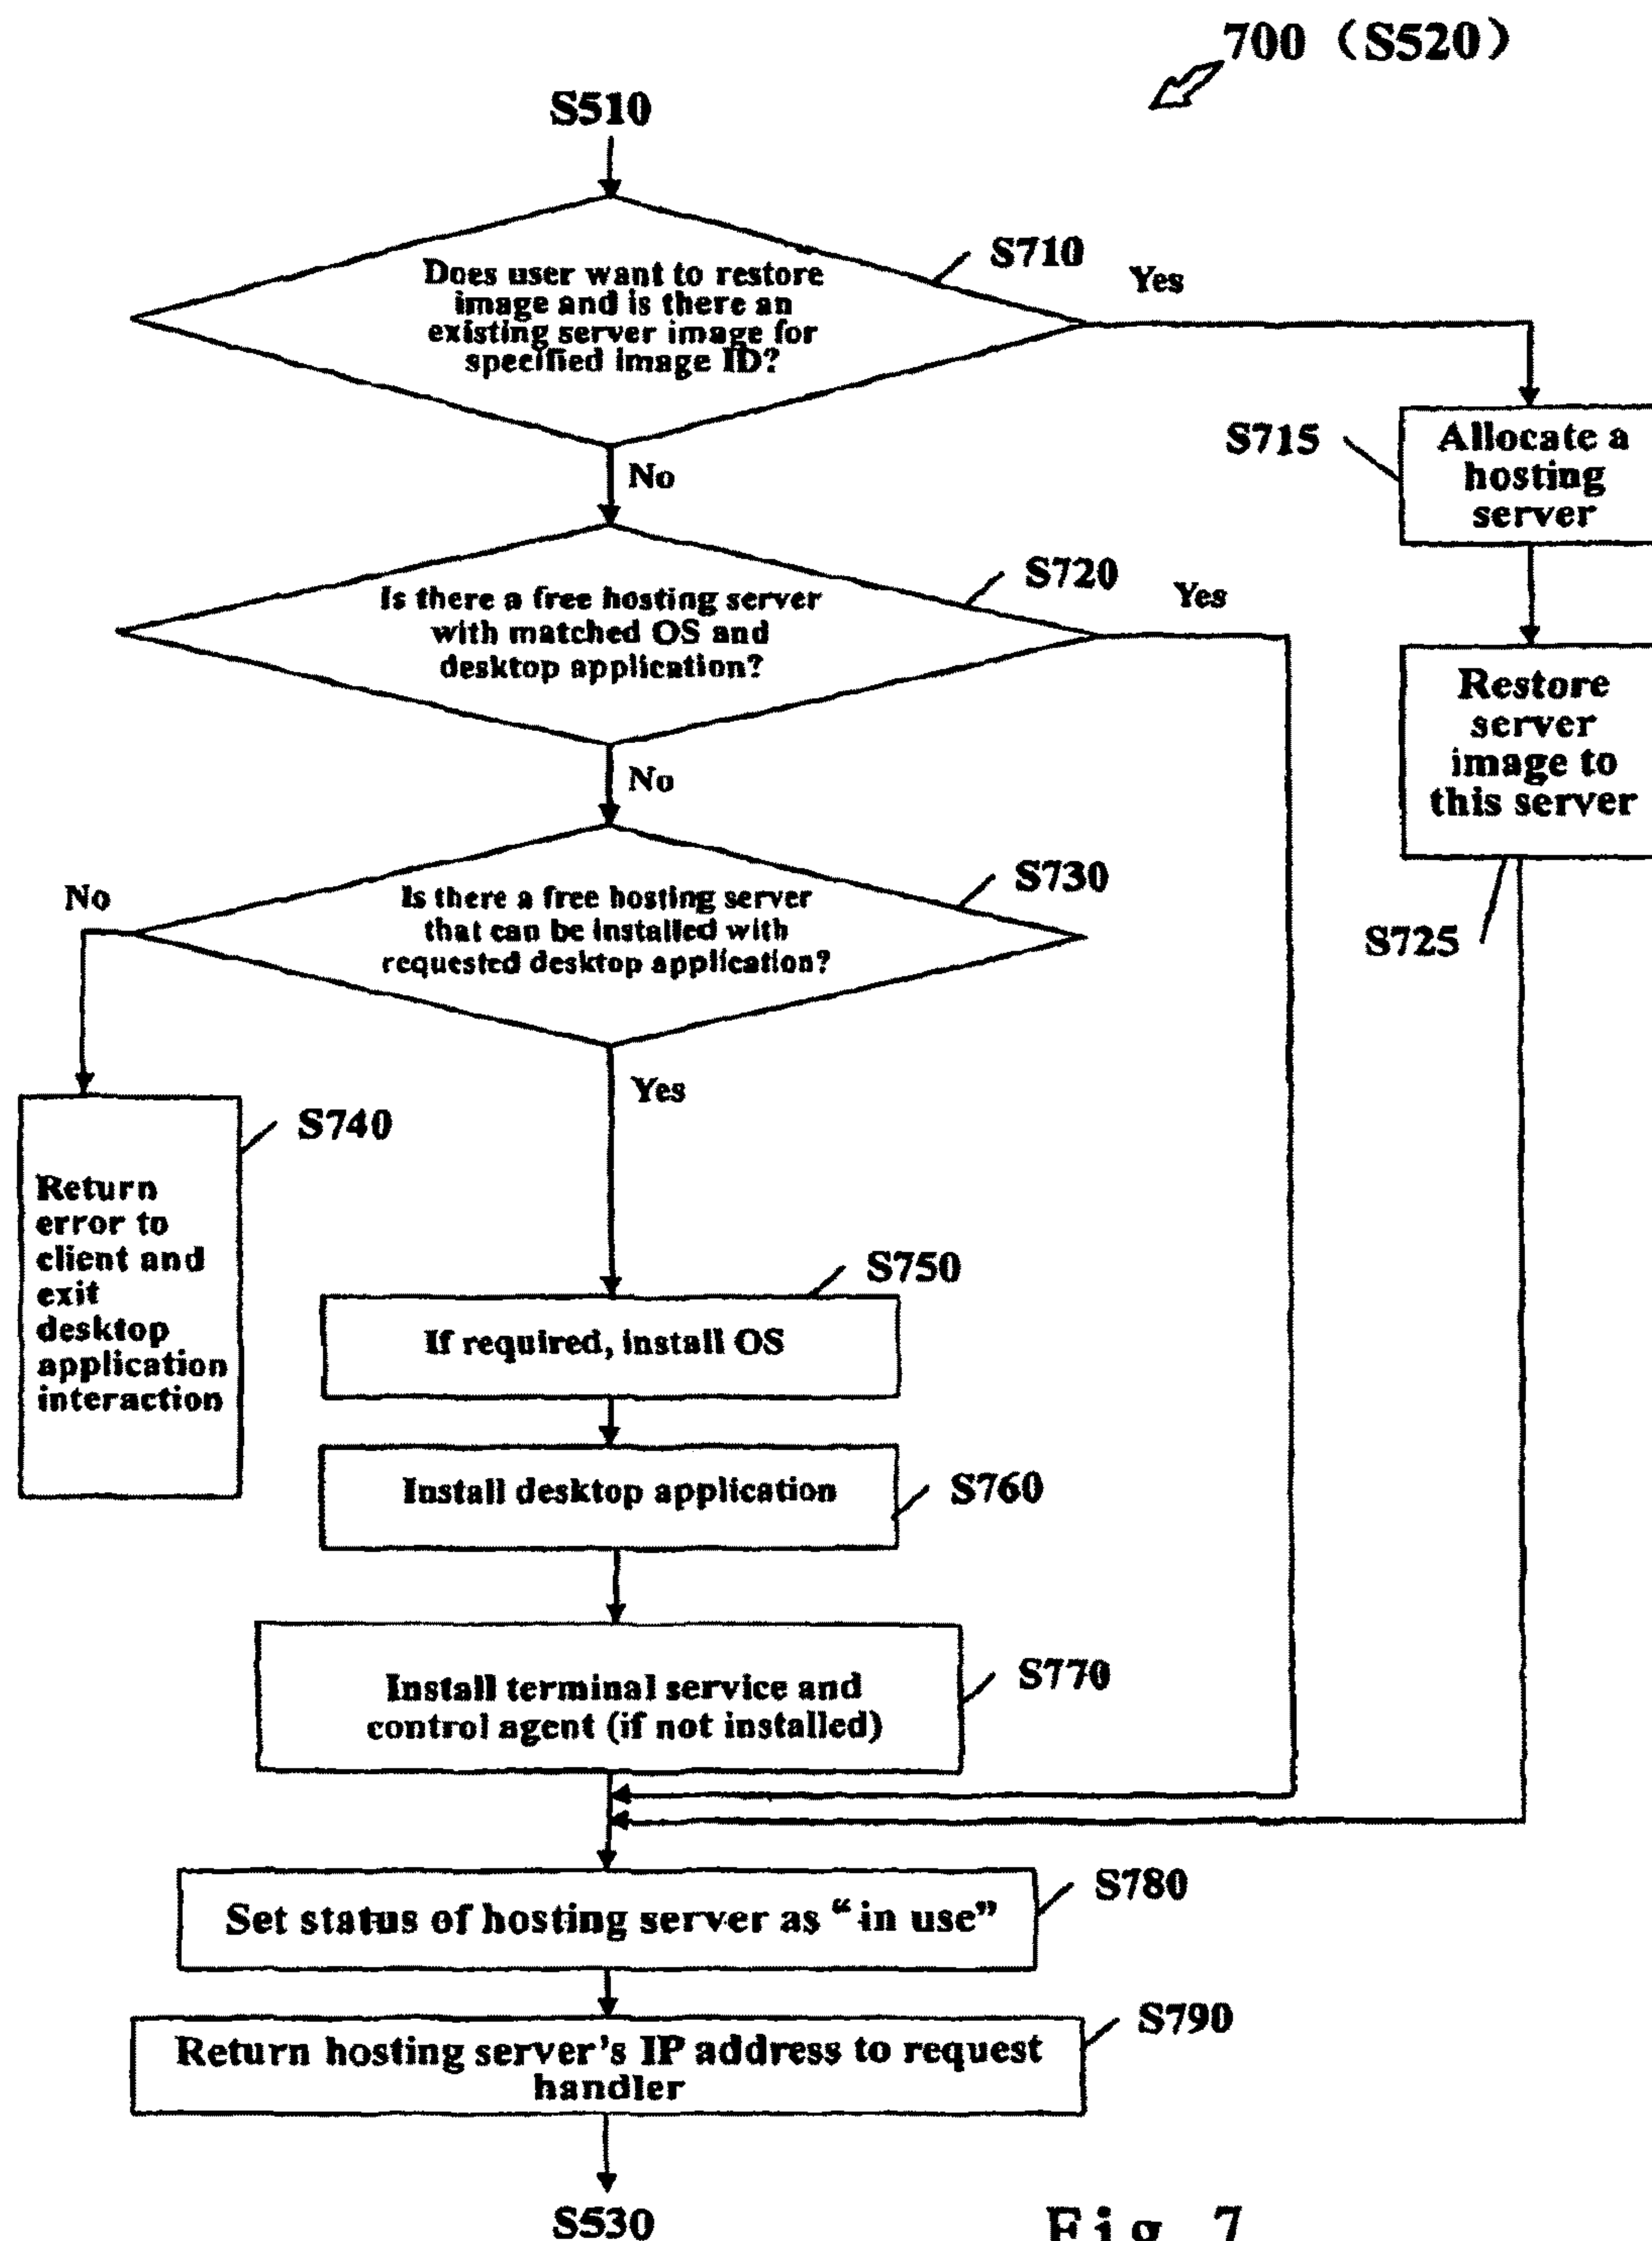 700 (S520)
S510
S710
Does user want to restore
image and is there an
existing server image for
specified image ID?
Yes
No
S715
Allocate a
hosting
server
S720
Is there a free hosting server
with matched OS and
desktop application?
Yes
No
Restore
server
image to
this server
S725
S730
Is there a free hosting server
that can be installed with
requested desktop application?
No
Yes
S740
Return
error to
client and
exit
desktop
application
interaction
S750
If required, install OS
S760
Install desktop application
S770
Install terminal service and
control agent (if not installed)
S780
Set status of hosting server as “in use”
S790
Return hosting server’s IP address to request
handler
S530
Fig 7